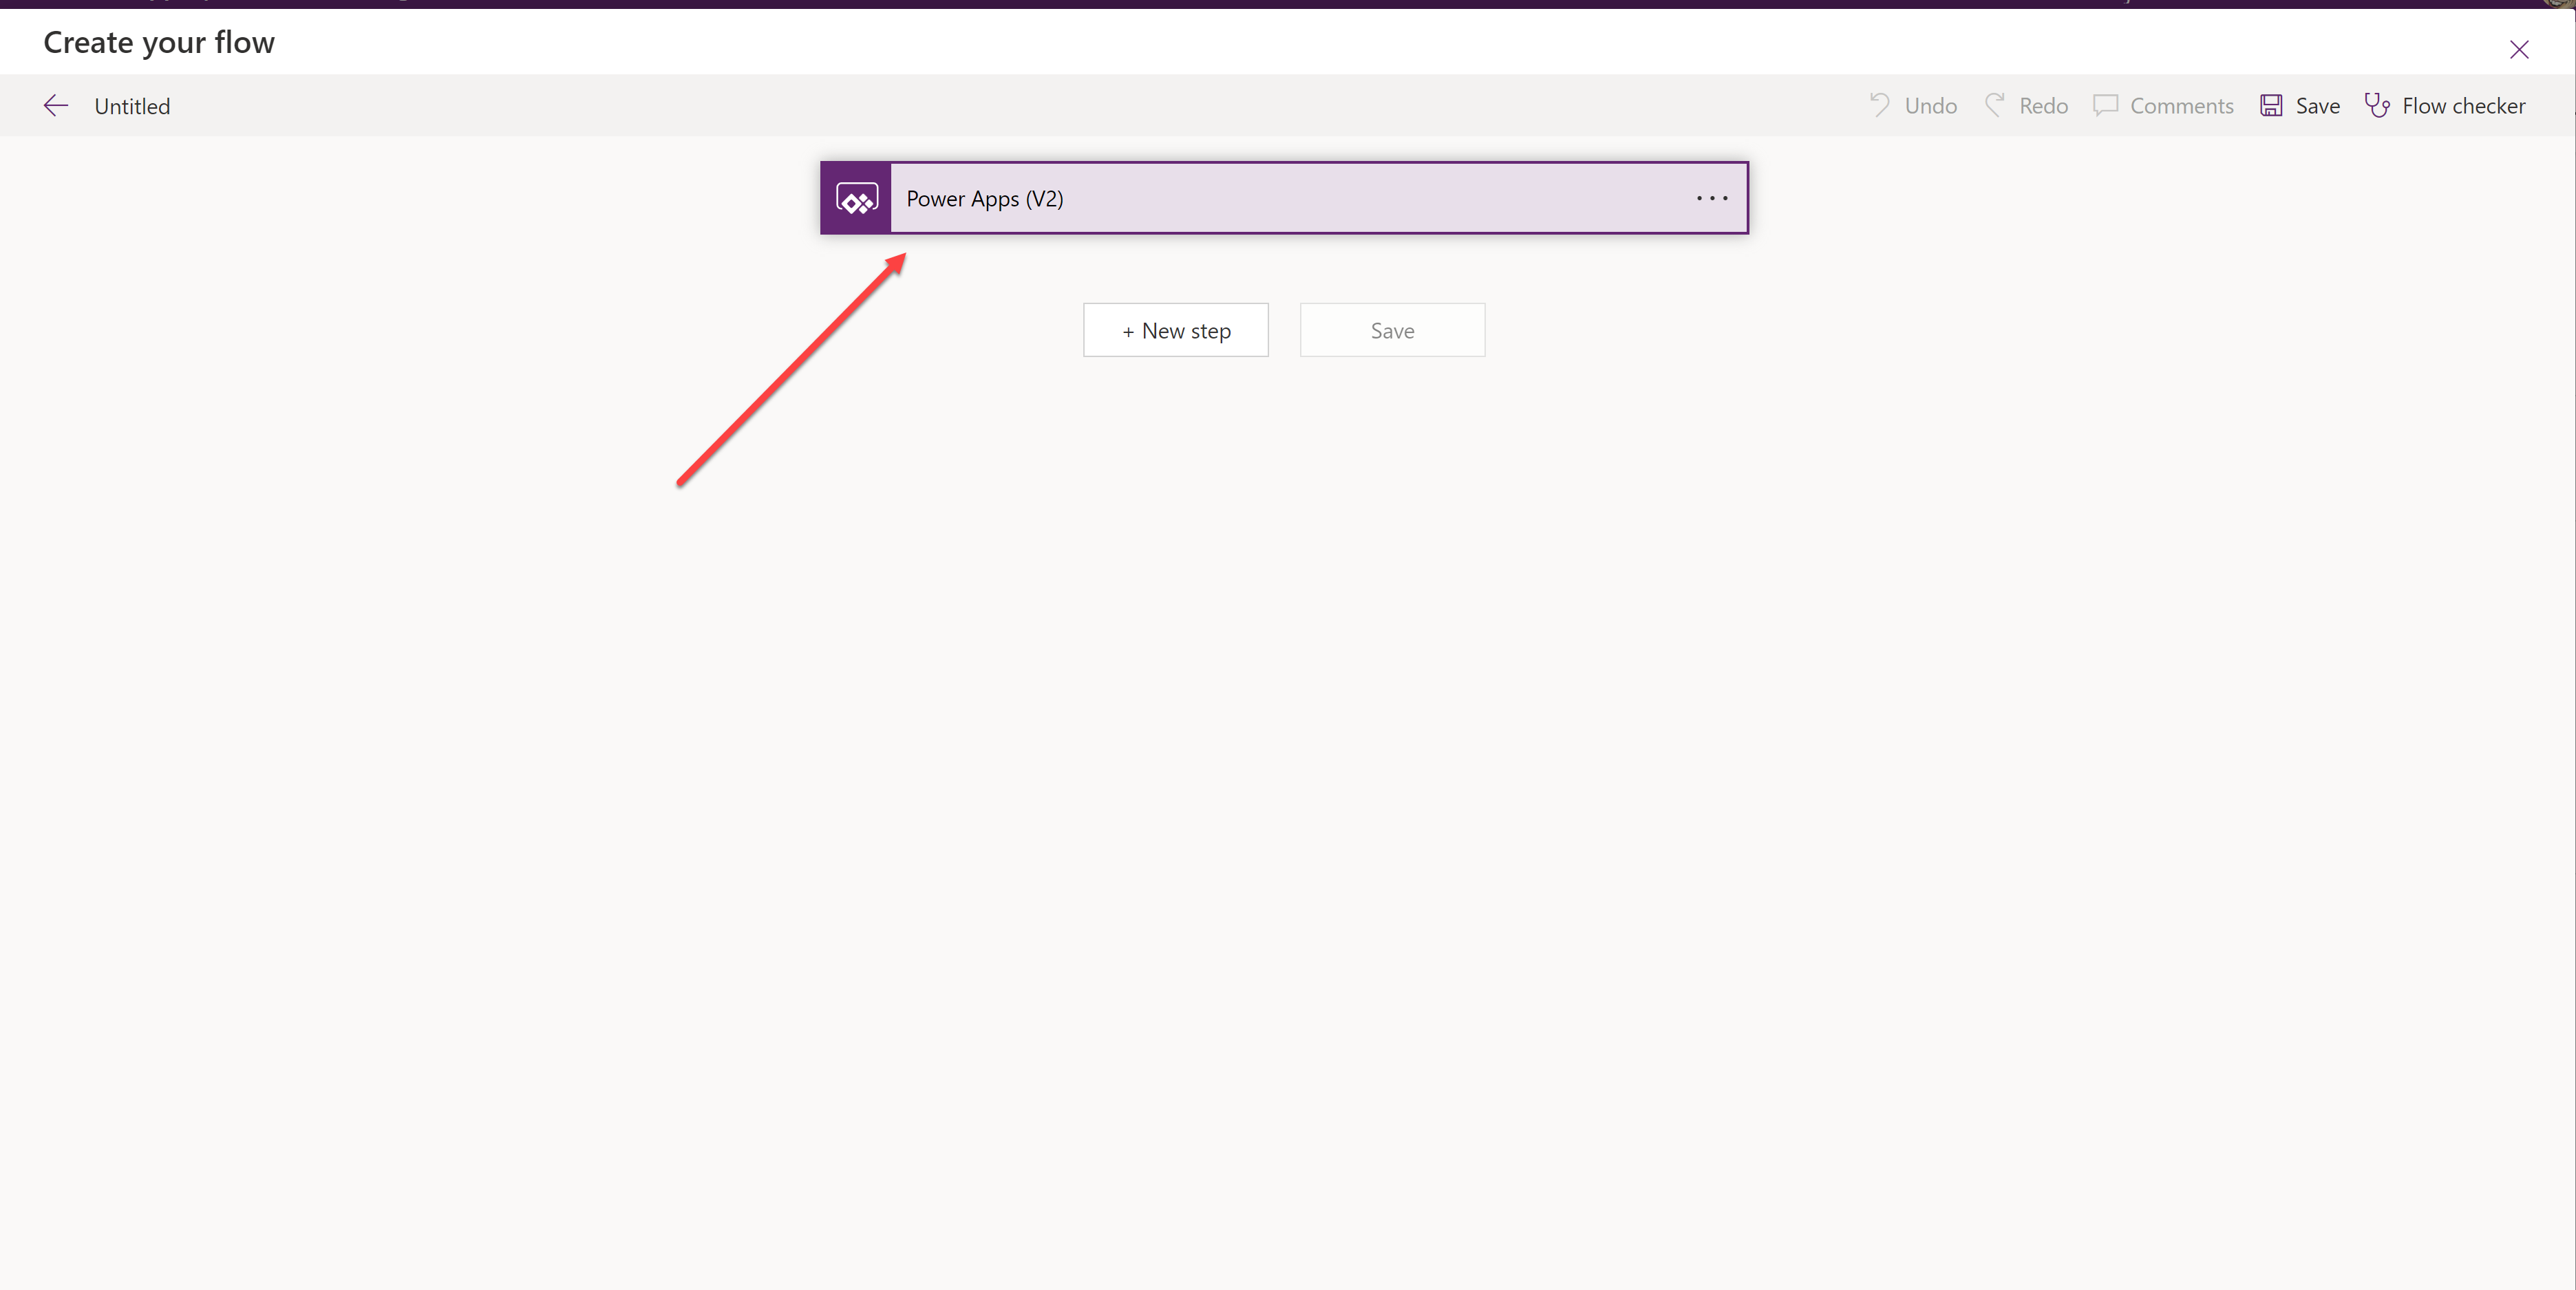 Create your flow
Untitled
Undo
Redo
Comments
Save
Flow checker
Power Apps (V2)
+ New step
Save